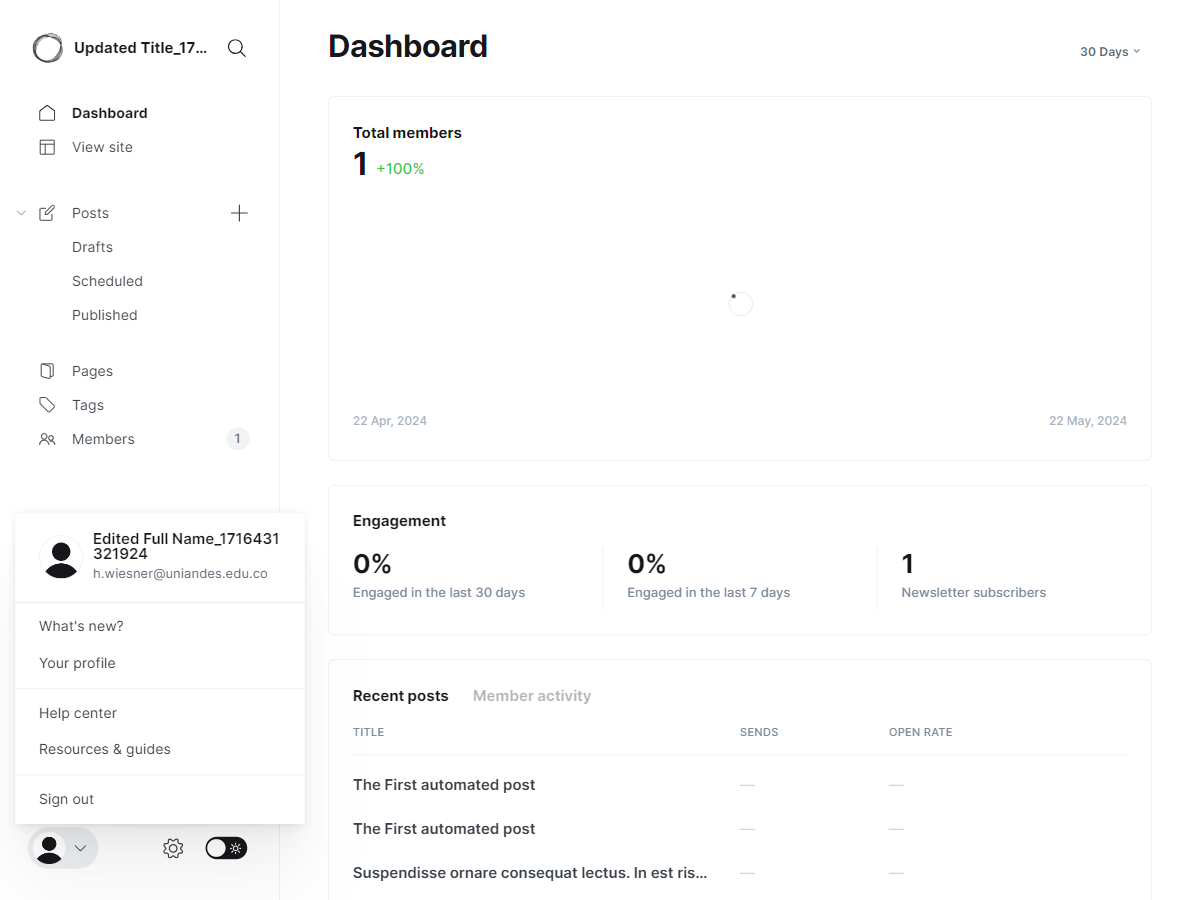 Updated Title_17...
Dashboard
View site
Posts
Drafts
Scheduled
Published
Pages
Tags
Members
1
Edited Full Name_1716431
321924
h.wiesner@uniandes.edu.co
What's new?
Your profile
Help center
Resources & guides
Sign out
Dashboard
30 Days
Total members
1 +100%
22 Apr, 2024
22 May, 2024
Engagement
0%
Engaged in the last 30 days
0%
Engaged in the last 7 days
1
Newsletter subscribers
Recent posts
Member activity
TITLE SENDS OPEN RATE
The First automated post — —
The First automated post — —
Suspendisse ornare consequat lectus. In est ris... — —